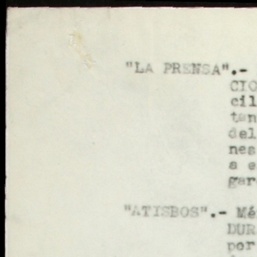 "LA PRENSA".-
CIO
cil
tan
del
nes
a e
gar
"ATISBOS".- Mé
DUR
por